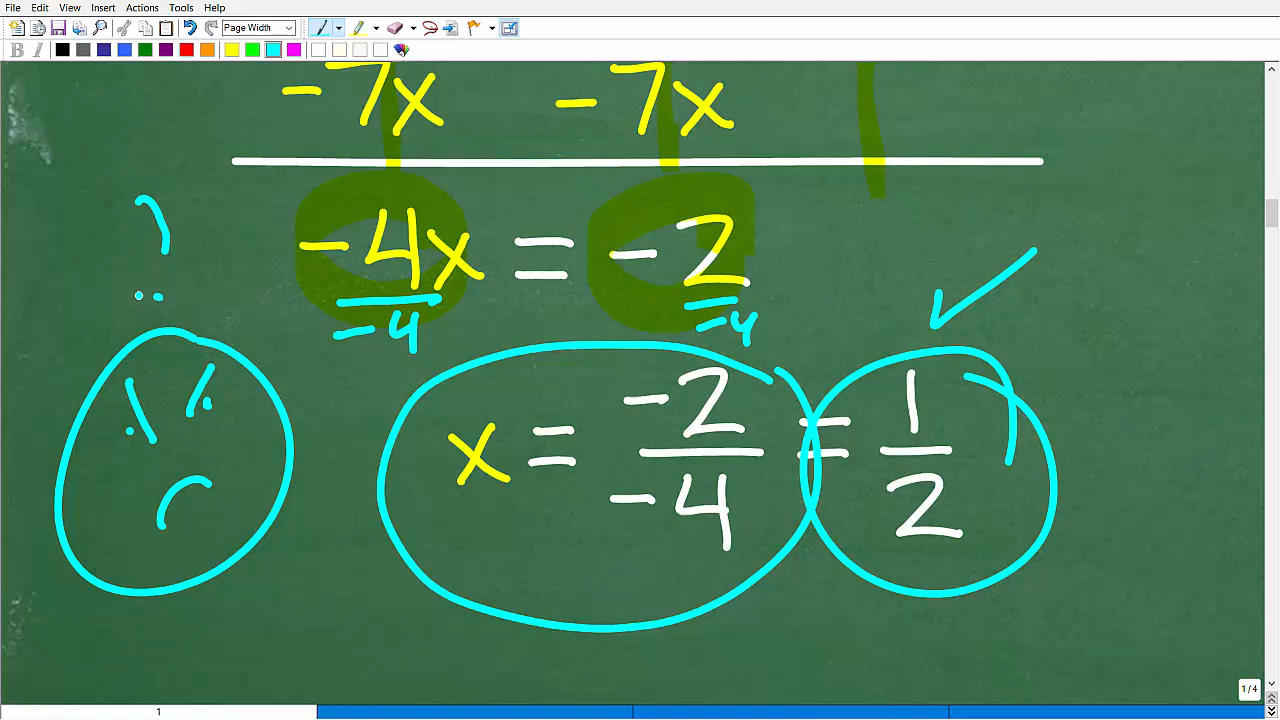 File Edit View Insert Actions Tools Help
Page Width
B I
-7x -7x
-4x = -2
-4 -4
x = -2/-4 = 1/2
1/4
1